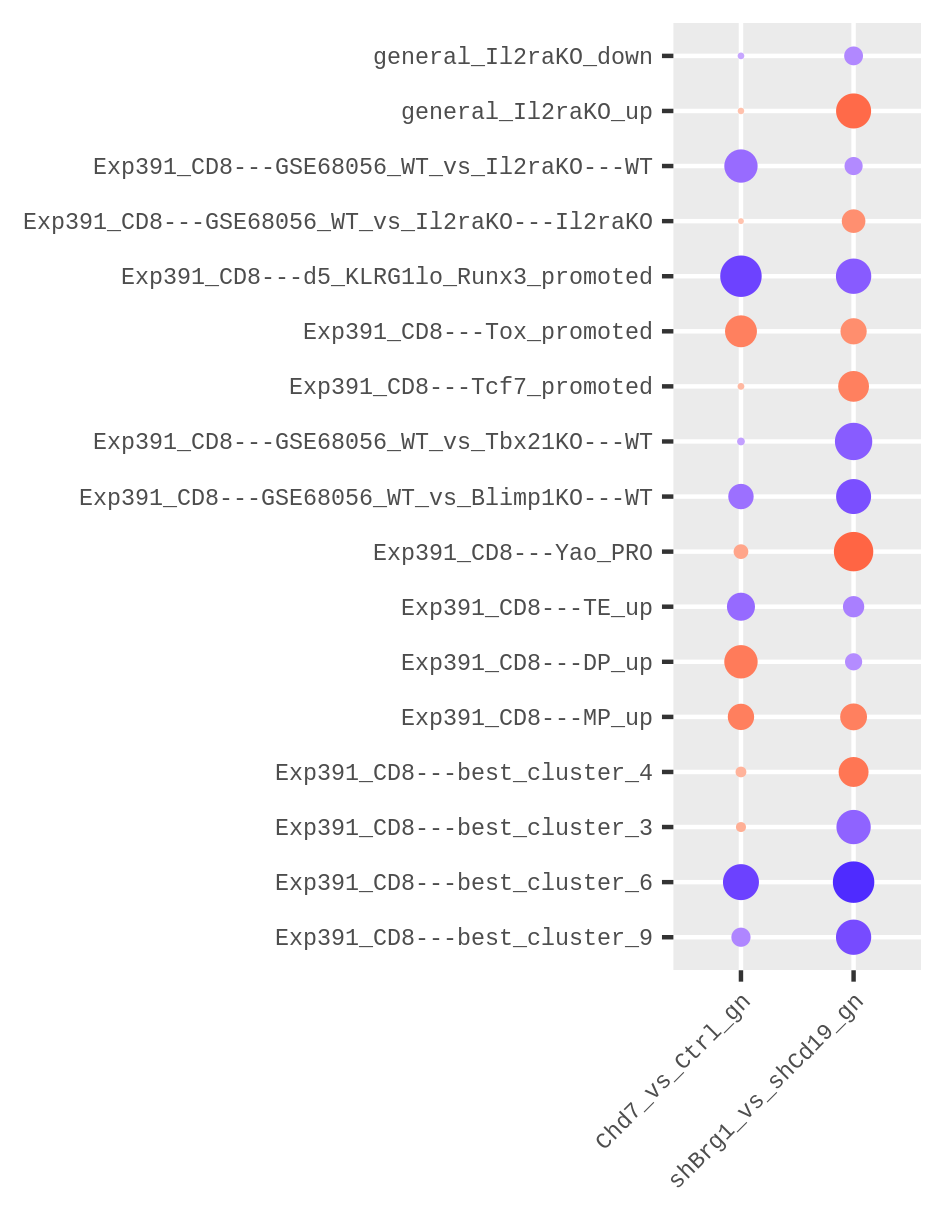 general_Il2raKO_down
general_Il2raKO_up
Exp391_CD8---GSE68056_WT_vs_Il2raKO---WT
Exp391_CD8---GSE68056_WT_vs_Il2raKO---Il2raKO
Exp391_CD8---d5_KLRG1lo_Runx3_promoted
Exp391_CD8---Tox_promoted
Exp391_CD8---Tcf7_promoted
Exp391_CD8---GSE68056_WT_vs_Tbx21KO---WT
Exp391_CD8---GSE68056_WT_vs_Blimp1KO---WT
Exp391_CD8---Yao_PRO
Exp391_CD8---TE_up
Exp391_CD8---DP_up
Exp391_CD8---MP_up
Exp391_CD8---best_cluster_4
Exp391_CD8---best_cluster_3
Exp391_CD8---best_cluster_6
Exp391_CD8---best_cluster_9
Chd7_vs_Ctrl_gn
shBrg1_vs_shCd19_gn